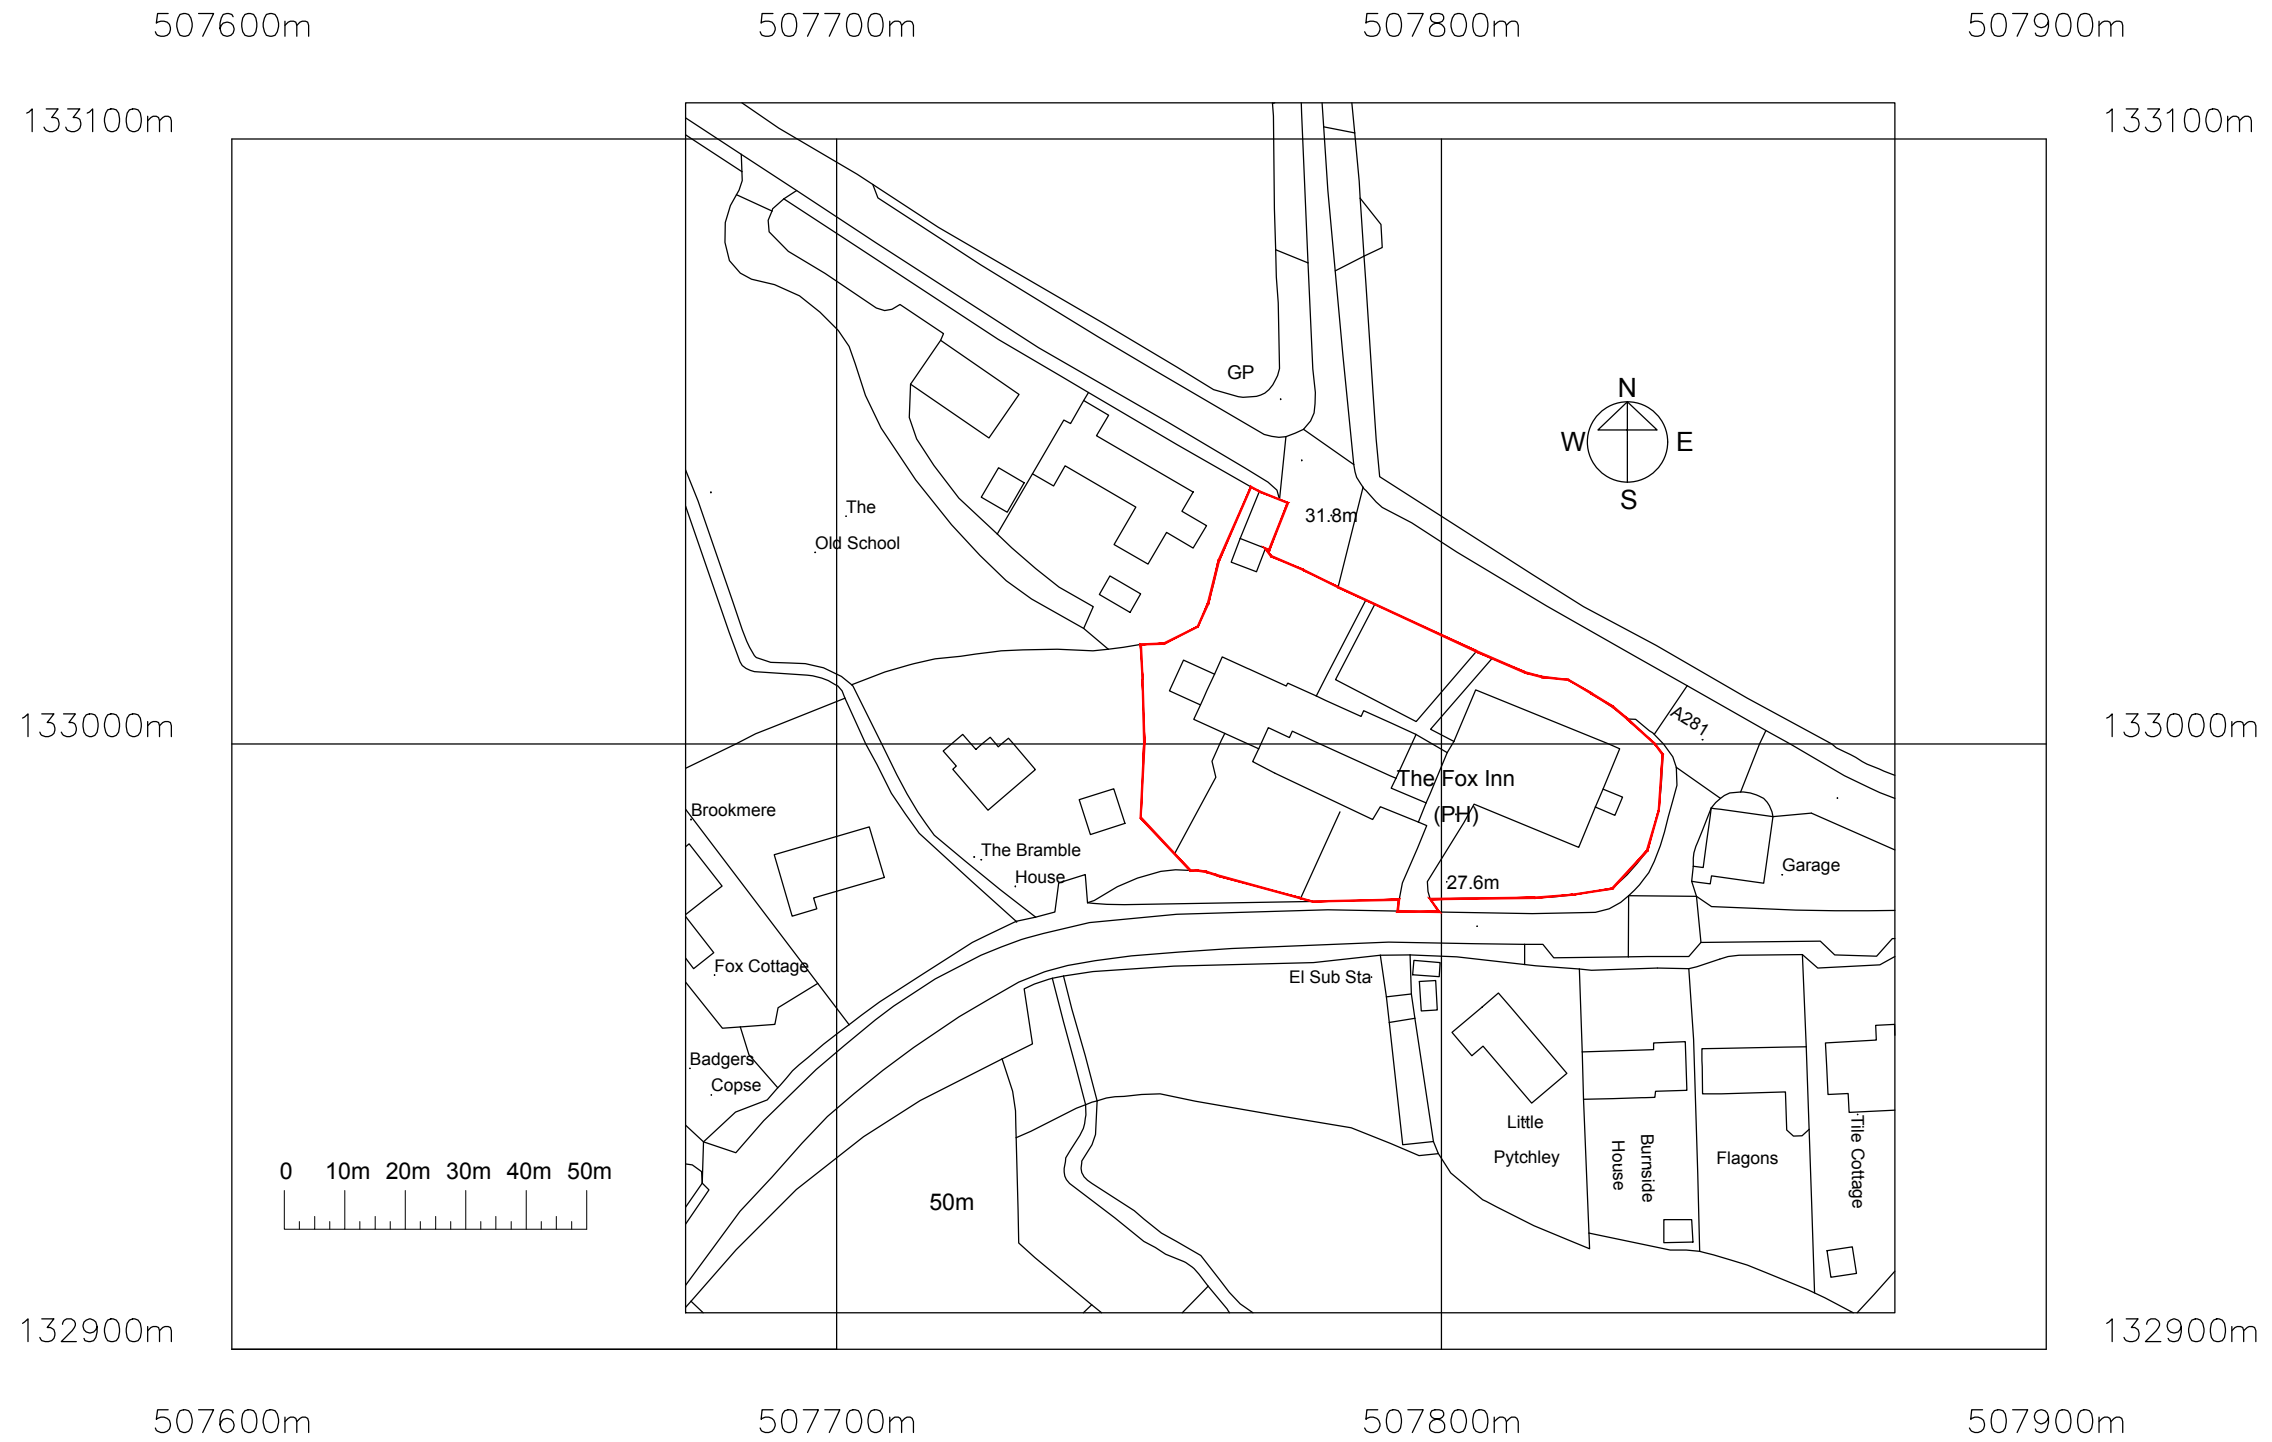 507600m
507700m
507800m
507900m
133100m
133100m
GP
N
W
E
S
The
Old School
31.8m
133000m
133000m
A281
The Fox Inn
(PH)
Brookmere
The Bramble
House
Garage
27.6m
Fox Cottage
El Sub Sta
Badgers
Copse
Little
Pytchley
Burnside
House
Flagons
Tile Cottage
0 10m 20m 30m 40m 50m
50m
132900m
132900m
507600m
507700m
507800m
507900m